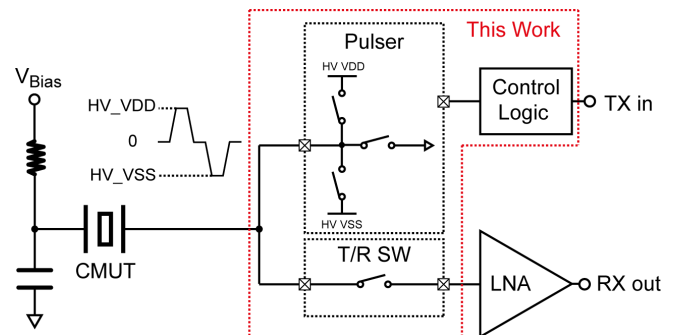 This Work
Pulser
V_Bias
HV VDD
HV_VDD
0
HV_VSS
Control
Logic
TX in
HV VSS
T/R SW
CMUT
LNA
RX out